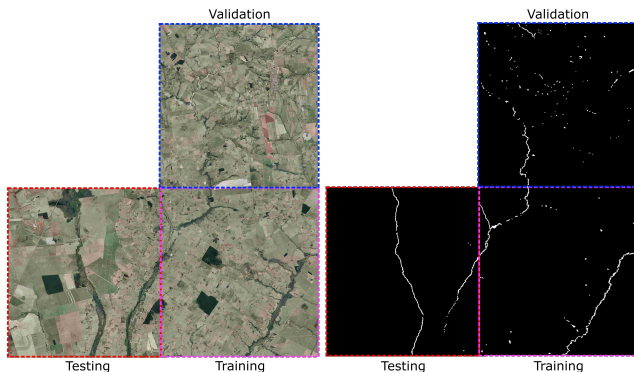 Validation
Validation
Testing
Training
Testing
Training